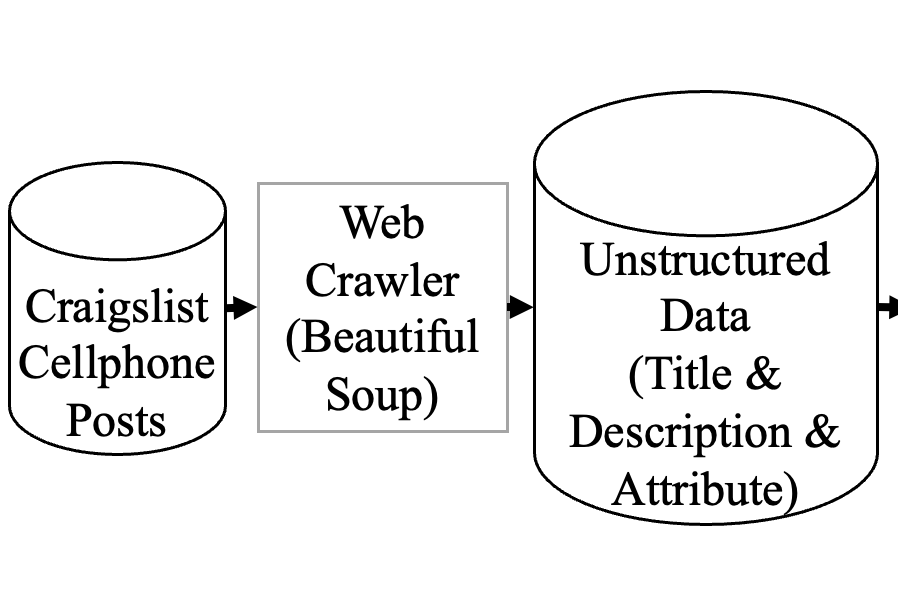 Craigslist
Cellphone
Posts
Web
Crawler
(Beautiful
Soup)
Unstructured
Data
(Title &
Description &
Attribute)